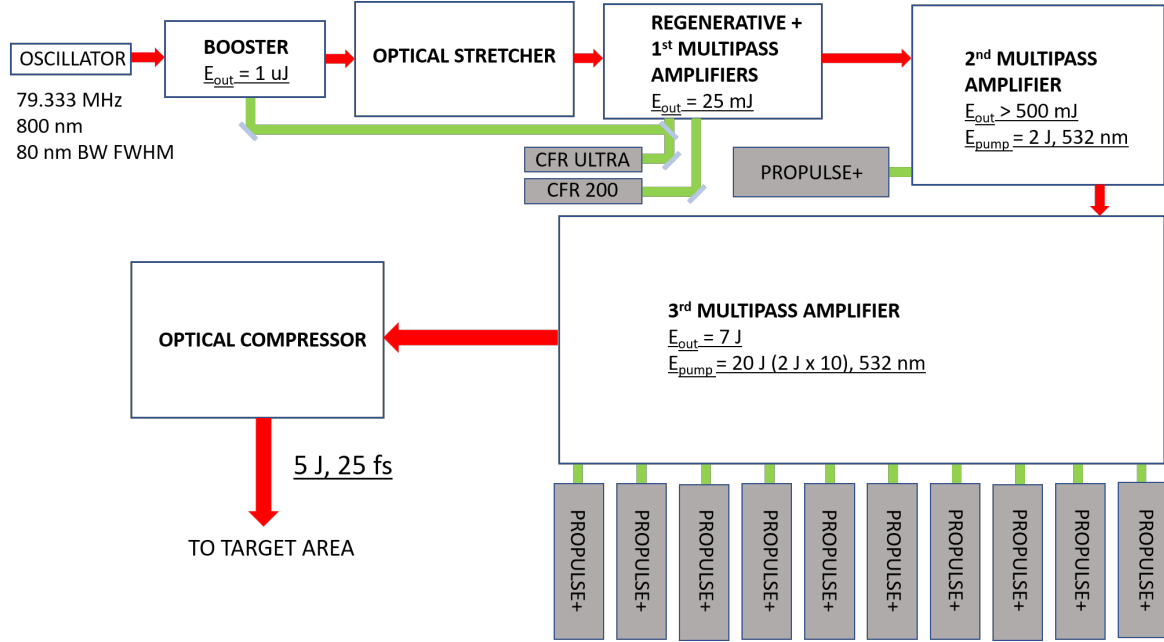 OSCILLATOR
79.333 MHz
800 nm
80 nm BW FWHM
BOOSTER
Eout = 1 uJ
OPTICAL STRETCHER
REGENERATIVE +
1st MULTIPASS
AMPLIFIERS
Eout = 25 mJ
CFR ULTRA
CFR 200
2nd MULTIPASS
AMPLIFIER
Eout > 500 mJ
Epump = 2 J, 532 nm
PROPULSE+
3rd MULTIPASS AMPLIFIER
Eout = 7 J
Epump = 20 J (2 J x 10), 532 nm
PROPULSE+
PROPULSE+
PROPULSE+
PROPULSE+
PROPULSE+
PROPULSE+
PROPULSE+
PROPULSE+
PROPULSE+
PROPULSE+
OPTICAL COMPRESSOR
5 J, 25 fs
TO TARGET AREA